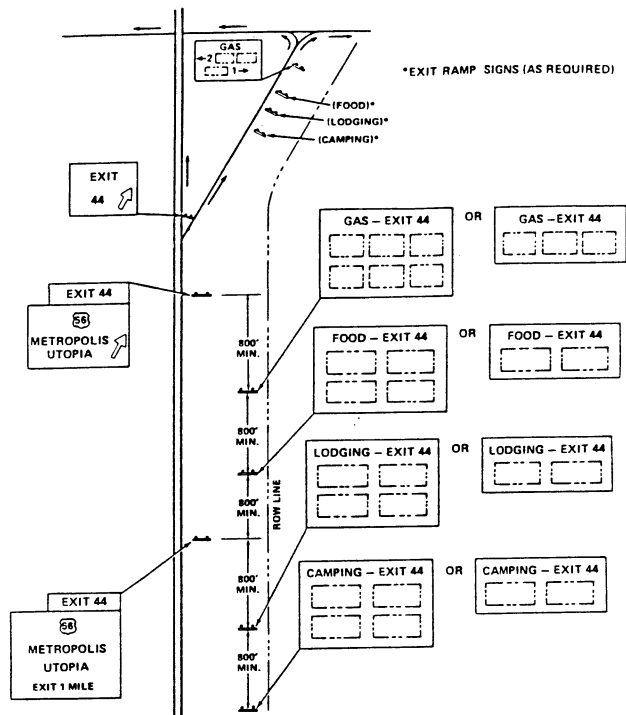 GAS
←2
1→
*EXIT RAMP SIGNS (AS REQUIRED)
(FOOD)*
(LODGING)*
(CAMPING)*
EXIT
44
GAS – EXIT 44
OR
GAS – EXIT 44
EXIT 44
56
METROPOLIS
UTOPIA
800'
MIN.
FOOD – EXIT 44
OR
FOOD – EXIT 44
800'
MIN.
LODGING – EXIT 44
OR
LODGING – EXIT 44
800'
MIN.
ROW LINE
CAMPING – EXIT 44
OR
CAMPING – EXIT 44
800'
MIN.
EXIT 44
56
METROPOLIS
UTOPIA
EXIT 1 MILE
800'
MIN.